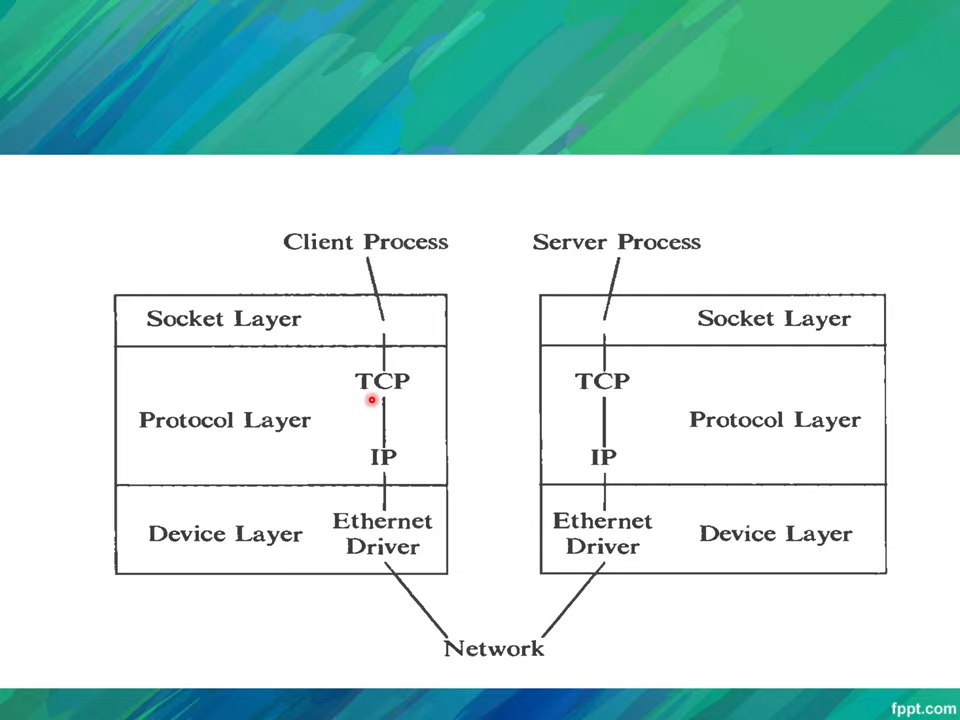 Client Process
Server Process
Socket Layer
Socket Layer
TCP
TCP
Protocol Layer
Protocol Layer
IP
IP
Ethernet
Driver
Device Layer
Ethernet
Driver
Device Layer
Network
fppt.com